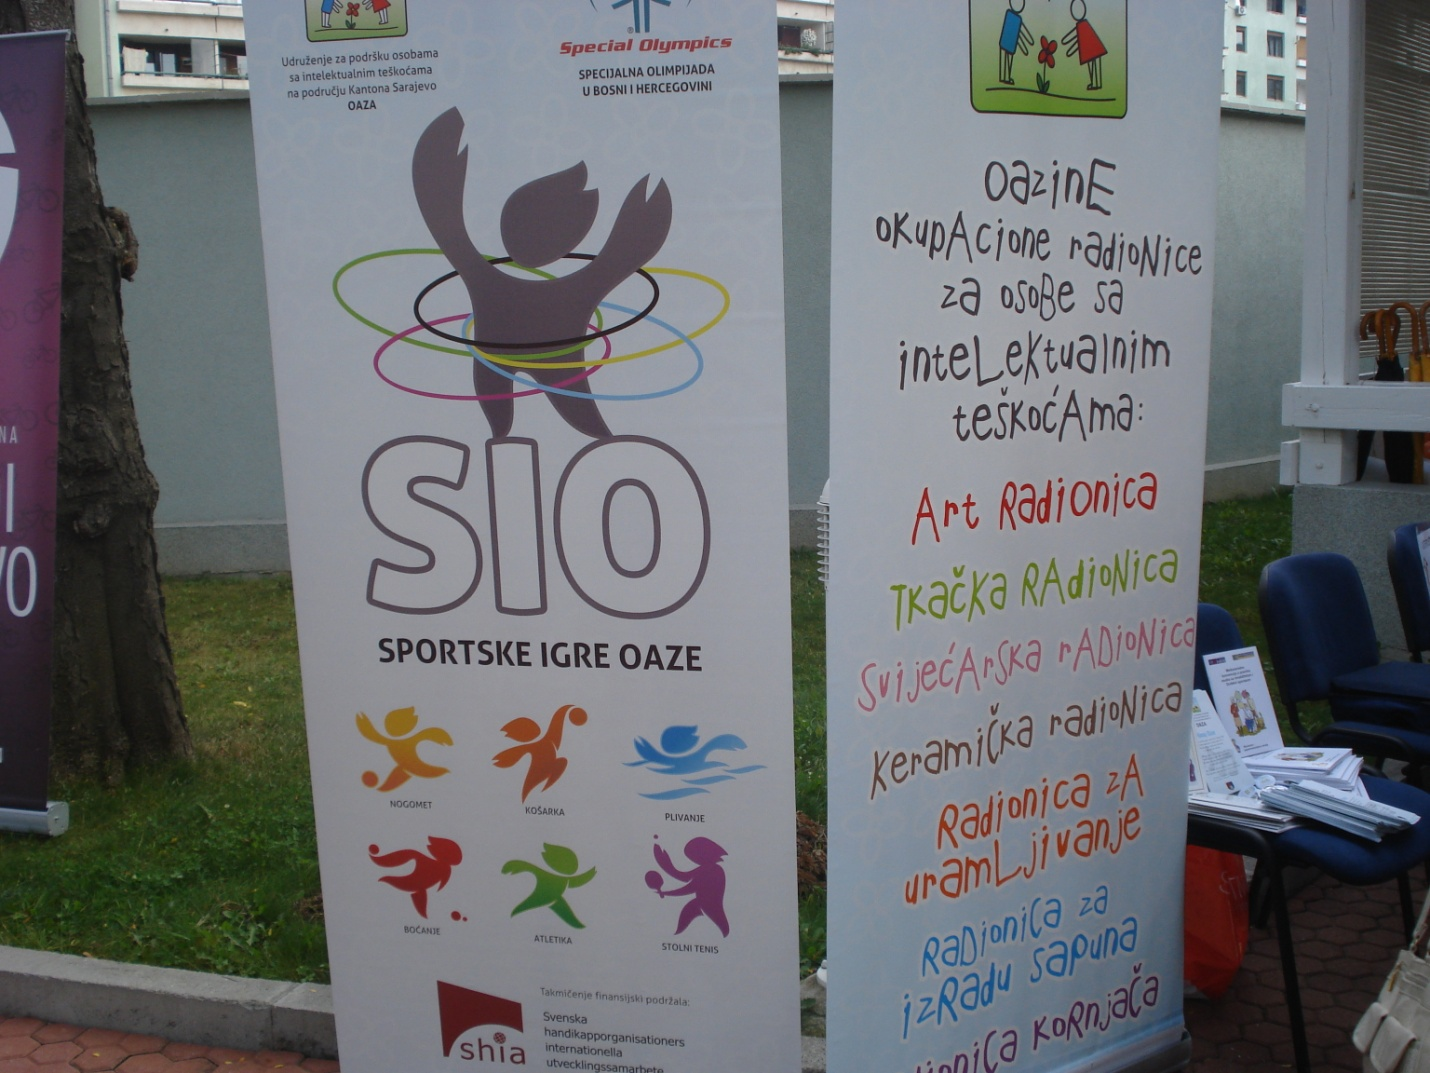 Udruženje za podršku osobama
sa intelektualnim teškoćama
na području Kantona Sarajevo
OAZA
Special Olympics
SPECIJALNA OLIMPIJADA
U BOSNI I HERCEGOVINI
SIO
SPORTSKE IGRE OAZE
NOGOMET
KOŠARKA
PLIVANJE
BOĆANJE
ATLETIKA
STOLNI TENIS
shia
Takmičenje finansijski podržala:
Svenska
handikapporganisationers
internationella
utvecklingssamarbete
OazinE
oKupAcione radioNice
za osoBe sa
inteLeKtualnim
teškoćAma:
Art Radionica
TkačKa RAdioNica
SvijećArSka rADioNica
Keramička radioNica
Radionica zA
uramLjivanje
RaDioniCa za
izRadu sapuna
KoRnjača